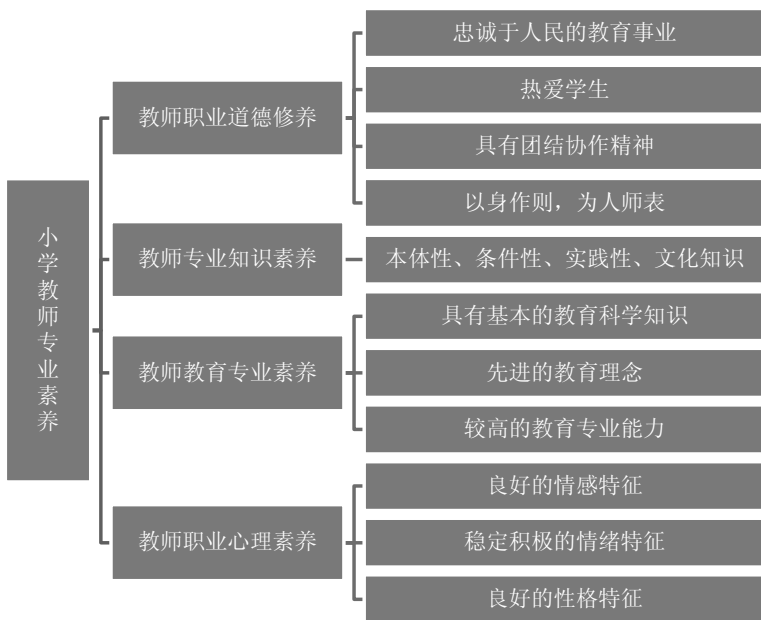 小学教师专业素养
教师职业道德修养
忠诚于人民的教育事业
热爱学生
具有团结协作精神
以身作则，为人师表
教师专业知识素养
本体性、条件性、实践性、文化知识
教师教育专业素养
具有基本的教育科学知识
先进的教育理念
较高的教育专业能力
教师职业心理素养
良好的情感特征
稳定积极的情绪特征
良好的性格特征